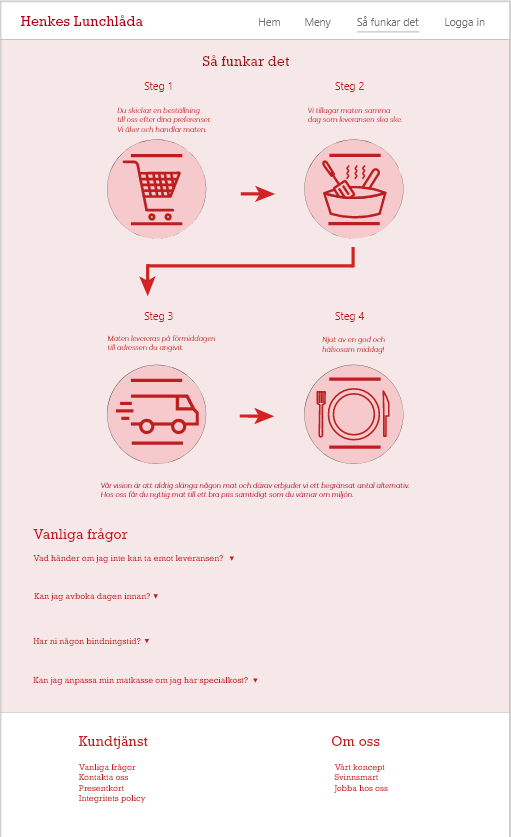 Henkes Lunchlåda
Hem Meny Så funkar det Logga in
Så funkar det
Steg 1
Du skickar en beställning
till oss efter dina preferenser.
Vi åker och handlar maten.
Steg 2
Vi tillagar maten samma
dag som leveransen ska ske.
Steg 3
Maten levereras på förmiddagen
till adressen du angivit.
Steg 4
Njut av en god och
hälsosam middag!
Vår vision är att aldrig slänga någon mat och därav erbjuder vi ett begränsat antal alternativ.
Hos oss får du nyttig mat till ett bra pris samtidigt som du värnar om miljön.
Vanliga frågor
Vad händer om jag inte kan ta emot leveransen? ▼
Kan jag avboka dagen innan? ▼
Har ni någon bindningstid? ▼
Kan jag anpassa min matkasse om jag har specialkost? ▼
Kundtjänst
Vanliga frågor
Kontakta oss
Presentkort
Integritets policy
Om oss
Vårt koncept
Svinnsmart
Jobba hos oss